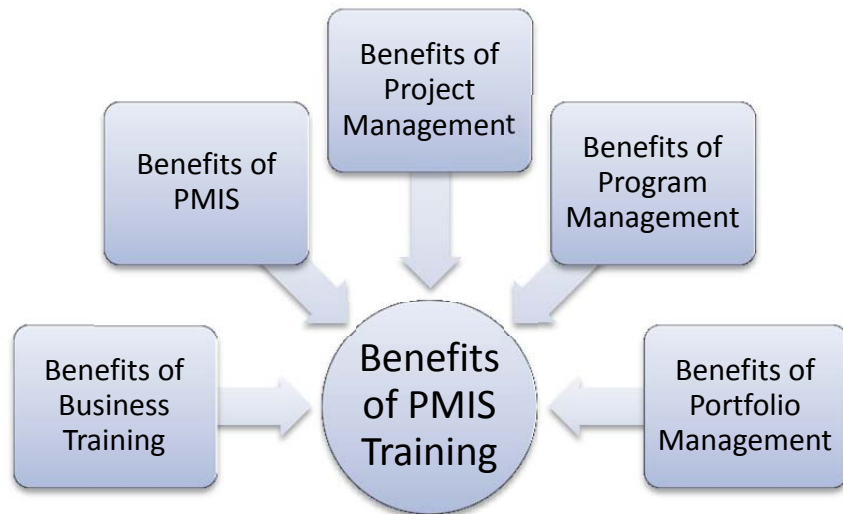 Benefits of
Project
Management
Benefits of
PMIS
Benefits of
Program
Management
Benefits of
Business
Training
Benefits
of PMIS
Training
Benefits of
Portfolio
Management